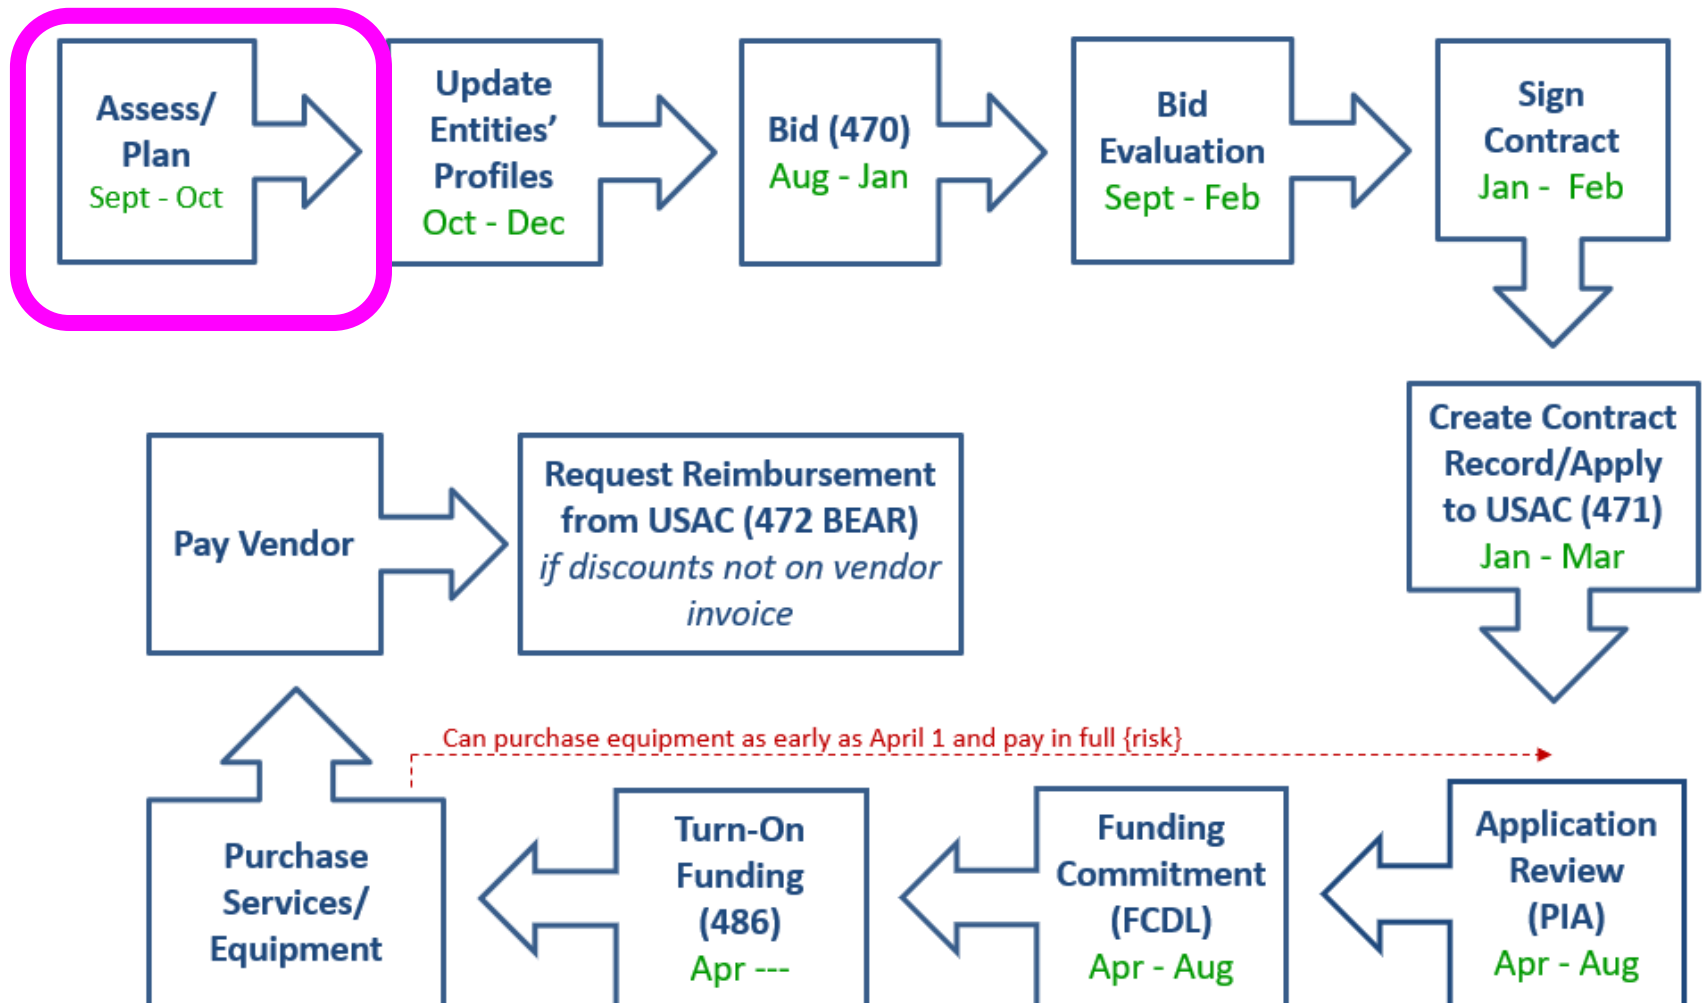 Assess/
Plan
Sept - Oct
Update
Entities’
Profiles
Oct - Dec
Bid (470)
Aug - Jan
Bid
Evaluation
Sept - Feb
Sign
Contract
Jan -  Feb
Create Contract
Record/Apply
to USAC (471)
Jan - Mar
Application
Review
(PIA)
Apr - Aug
Funding
Commitment
(FCDL)
Apr - Aug
Turn-On
Funding
(486)
Apr ---
Can purchase equipment as early as April 1 and pay in full {risk}
Purchase
Services/
Equipment
Pay Vendor
Request Reimbursement
from USAC (472 BEAR)
if discounts not on vendor
invoice